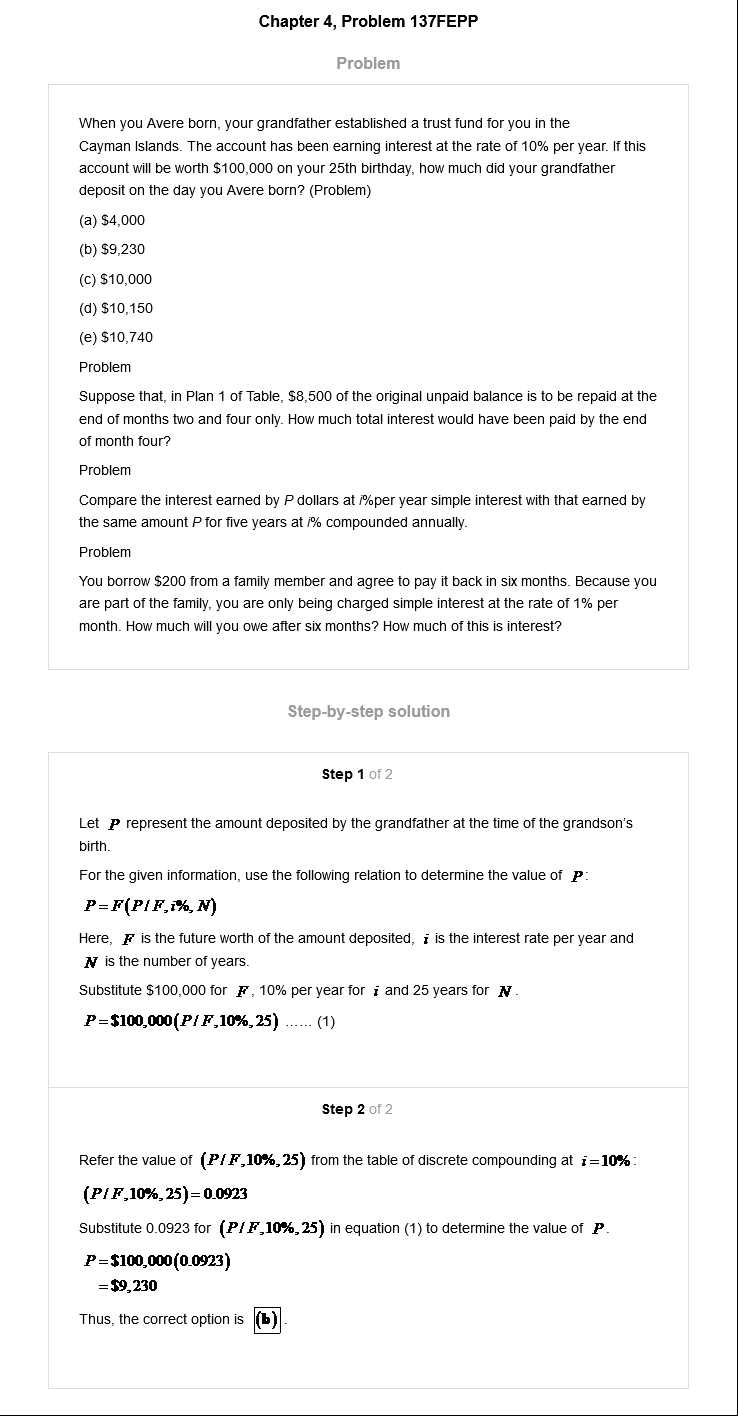 Chapter 4, Problem 137FEPP
Problem
When you Avere born, your grandfather established a trust fund for you in the
Cayman Islands. The account has been earning interest at the rate of 10% per year. If this
account will be worth $100,000 on your 25th birthday, how much did your grandfather
deposit on the day you Avere born? (Problem)
(a) $4,000
(b) $9,230
(c) $10,000
(d) $10,150
(e) $10,740
Problem
Suppose that, in Plan 1 of Table, $8,500 of the original unpaid balance is to be repaid at the
end of months two and four only. How much total interest would have been paid by the end
of month four?
Problem
Compare the interest earned by P dollars at i%per year simple interest with that earned by
the same amount P for five years at i% compounded annually.
Problem
You borrow $200 from a family member and agree to pay it back in six months. Because you
are part of the family, you are only being charged simple interest at the rate of 1% per
month. How much will you owe after six months? How much of this is interest?
Step-by-step solution
Step 1 of 2
Let P represent the amount deposited by the grandfather at the time of the grandson's
birth.
For the given information, use the following relation to determine the value of P:
P=F(P/F,i%,N)
Here, F is the future worth of the amount deposited, i is the interest rate per year and
N is the number of years.
Substitute $100,000 for F, 10% per year for i and 25 years for N.
P=$100,000(P/F,10%,25) ...... (1)
Step 2 of 2
Refer the value of (P/F,10%,25) from the table of discrete compounding at i=10%:
(P/F,10%,25)=0.0923
Substitute 0.0923 for (P/F,10%,25) in equation (1) to determine the value of P.
P=$100,000(0.0923)
=$9,230
Thus, the correct option is (b).